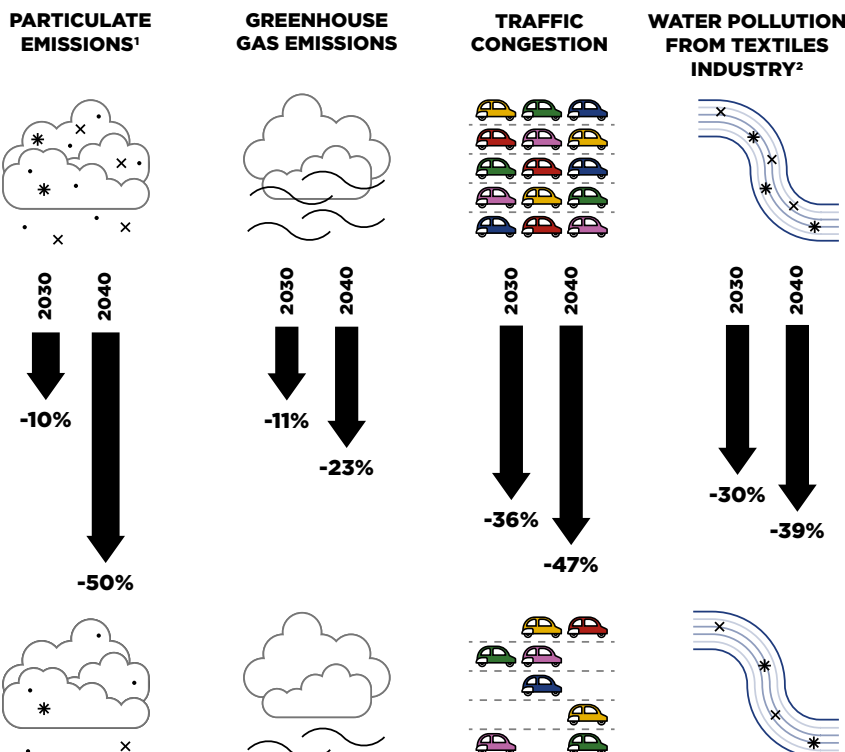 PARTICULATE
EMISSIONS¹
GREENHOUSE
GAS EMISSIONS
TRAFFIC
CONGESTION
WATER POLLUTION
FROM TEXTILES
INDUSTRY²
2030
2040
2030
2040
2030
2040
2030
2040
-10%
-50%
-11%
-23%
-36%
-47%
-30%
-39%